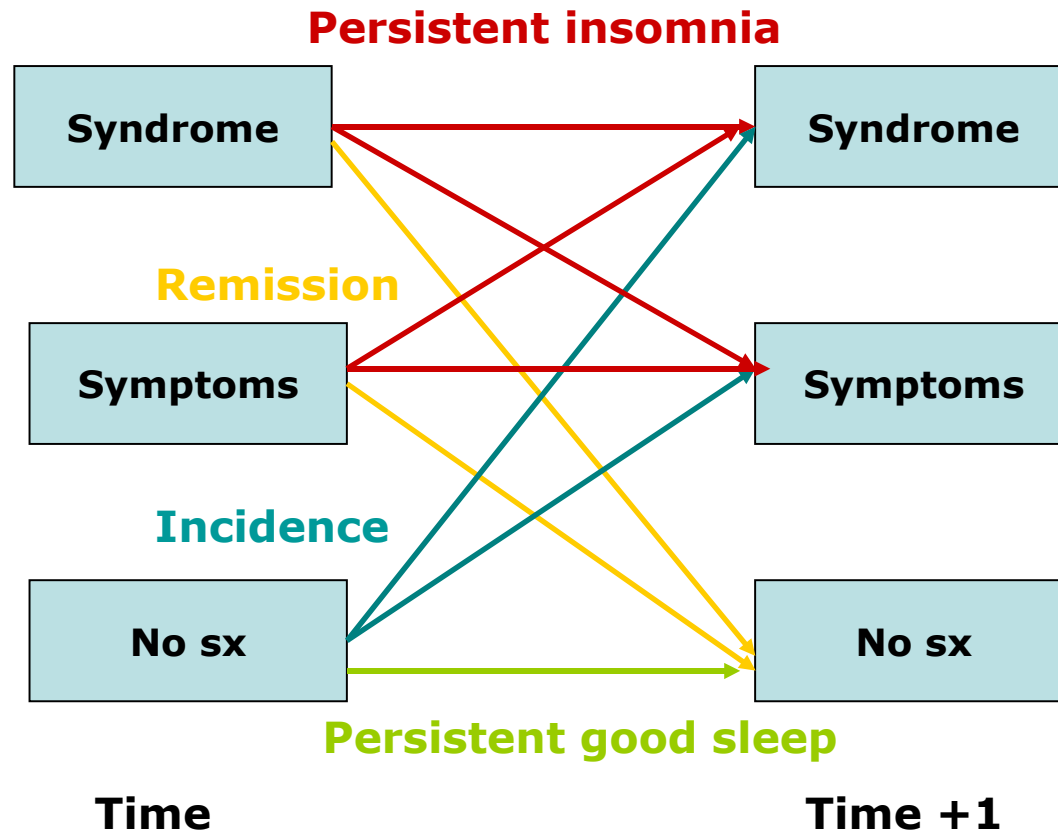 Persistent insomnia
Syndrome
Syndrome
Remission
Symptoms
Symptoms
Incidence
No sx
No sx
Persistent good sleep
Time
Time +1